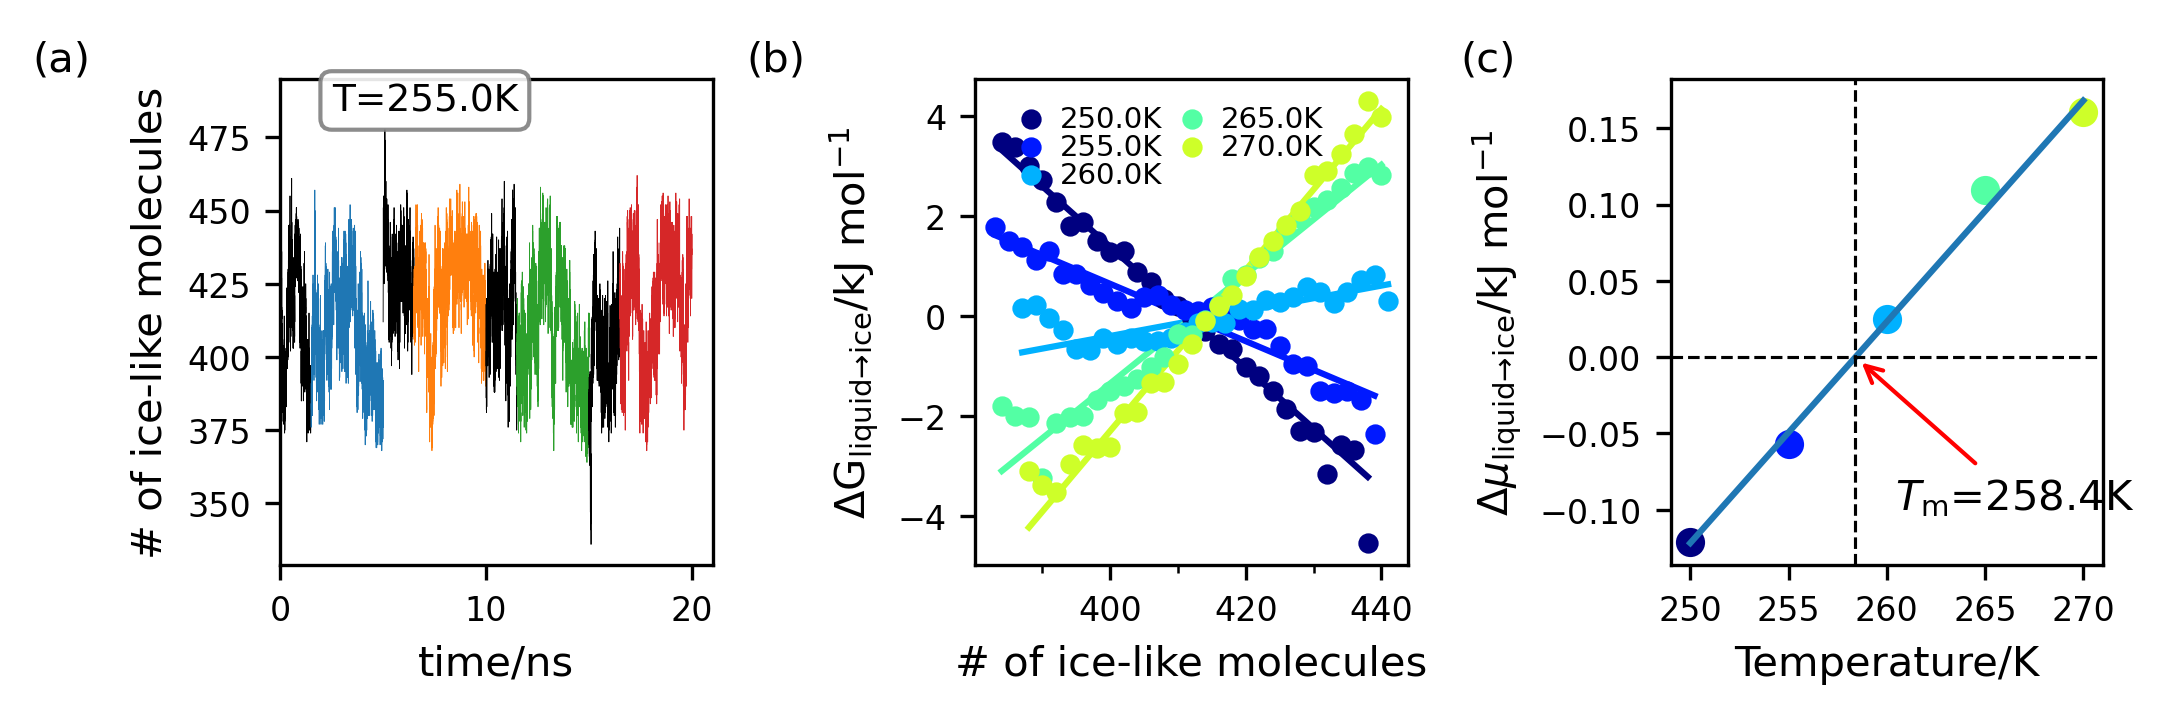 (a)
T=255.0K
# of ice-like molecules
475
450
425
400
375
350
0 10 20
time/ns
(b)
250.0K
255.0K
260.0K
265.0K
270.0K
ΔG_liquid→ice/kJ mol⁻¹
4
2
0
−2
−4
400 420 440
# of ice-like molecules
(c)
Δμ_liquid→ice/kJ mol⁻¹
0.15
0.10
0.05
0.00
−0.05
−0.10
T_m=258.4K
250 255 260 265 270
Temperature/K